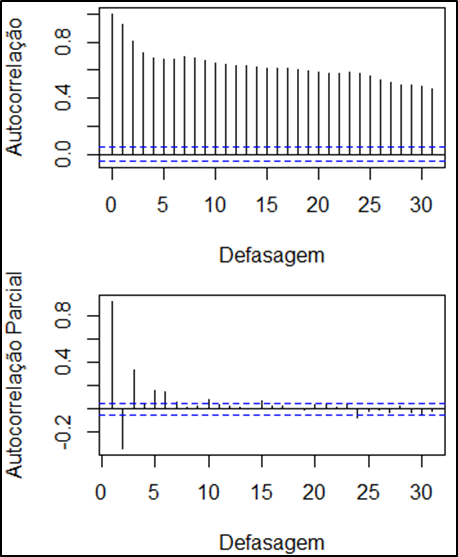 Autocorrelação
0.8
0.4
0.0
0 5 10 15 20 25 30
Defasagem
Autocorrelação Parcial
0.8
0.4
-0.2
0 5 10 15 20 25 30
Defasagem